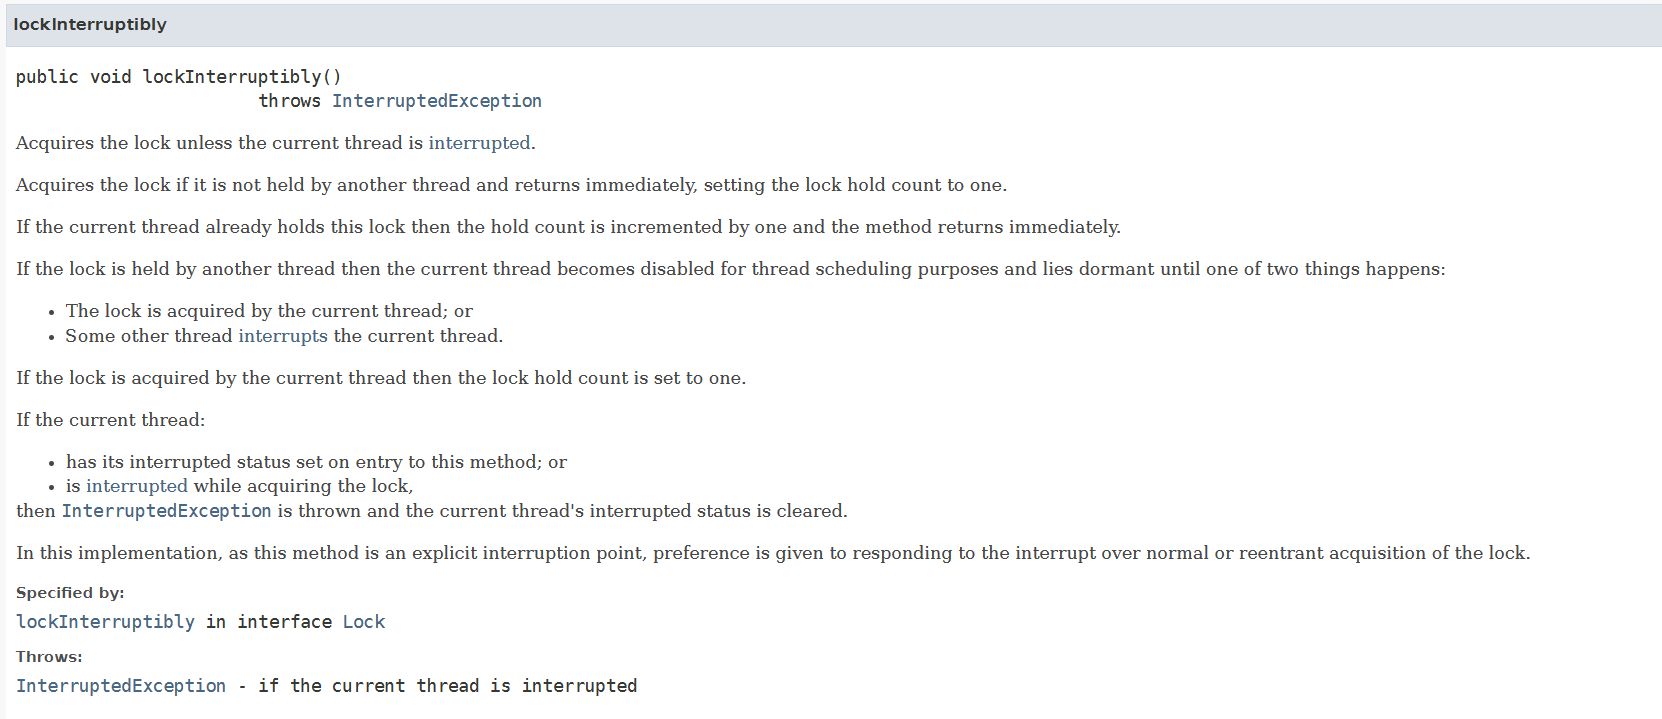 lockInterruptibly
public void lockInterruptibly()
throws InterruptedException
Acquires the lock unless the current thread is interrupted.
Acquires the lock if it is not held by another thread and returns immediately, setting the lock hold count to one.
If the current thread already holds this lock then the hold count is incremented by one and the method returns immediately.
If the lock is held by another thread then the current thread becomes disabled for thread scheduling purposes and lies dormant until one of two things happens:
• The lock is acquired by the current thread; or
• Some other thread interrupts the current thread.
If the lock is acquired by the current thread then the lock hold count is set to one.
If the current thread:
• has its interrupted status set on entry to this method; or
• is interrupted while acquiring the lock,
then InterruptedException is thrown and the current thread's interrupted status is cleared.
In this implementation, as this method is an explicit interruption point, preference is given to responding to the interrupt over normal or reentrant acquisition of the lock.
Specified by:
lockInterruptibly in interface Lock
Throws:
InterruptedException - if the current thread is interrupted